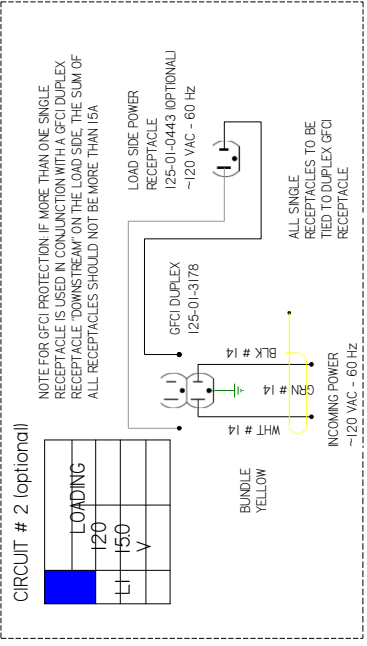 CIRCUIT # 2 (optional)
LOADING
120
L1
15.0
V
NOTE FOR GFCI PROTECTION: IF MORE THAN ONE SINGLE
RECEPTACLE IS USED IN CONJUNCTION WITH A GFCI DUPLEX
RECEPTACLE "DOWNSTREAM" ON THE LOAD SIDE, THE SUM OF
ALL RECEPTACLES SHOULD NOT BE MORE THAN 15A
LOAD SIDE POWER
RECEPTACLE
125-01-0443 (OPTIONAL)
~120 VAC - 60 Hz
GFCI DUPLEX
125-01-3178
BUNDLE
YELLOW
WHT # 14
GRN # 14
BLK # 14
INCOMING POWER
~120 VAC - 60 Hz
ALL SINGLE
RECEPTACLES TO BE
TIED TO DUPLEX GFCI
RECEPTACLE